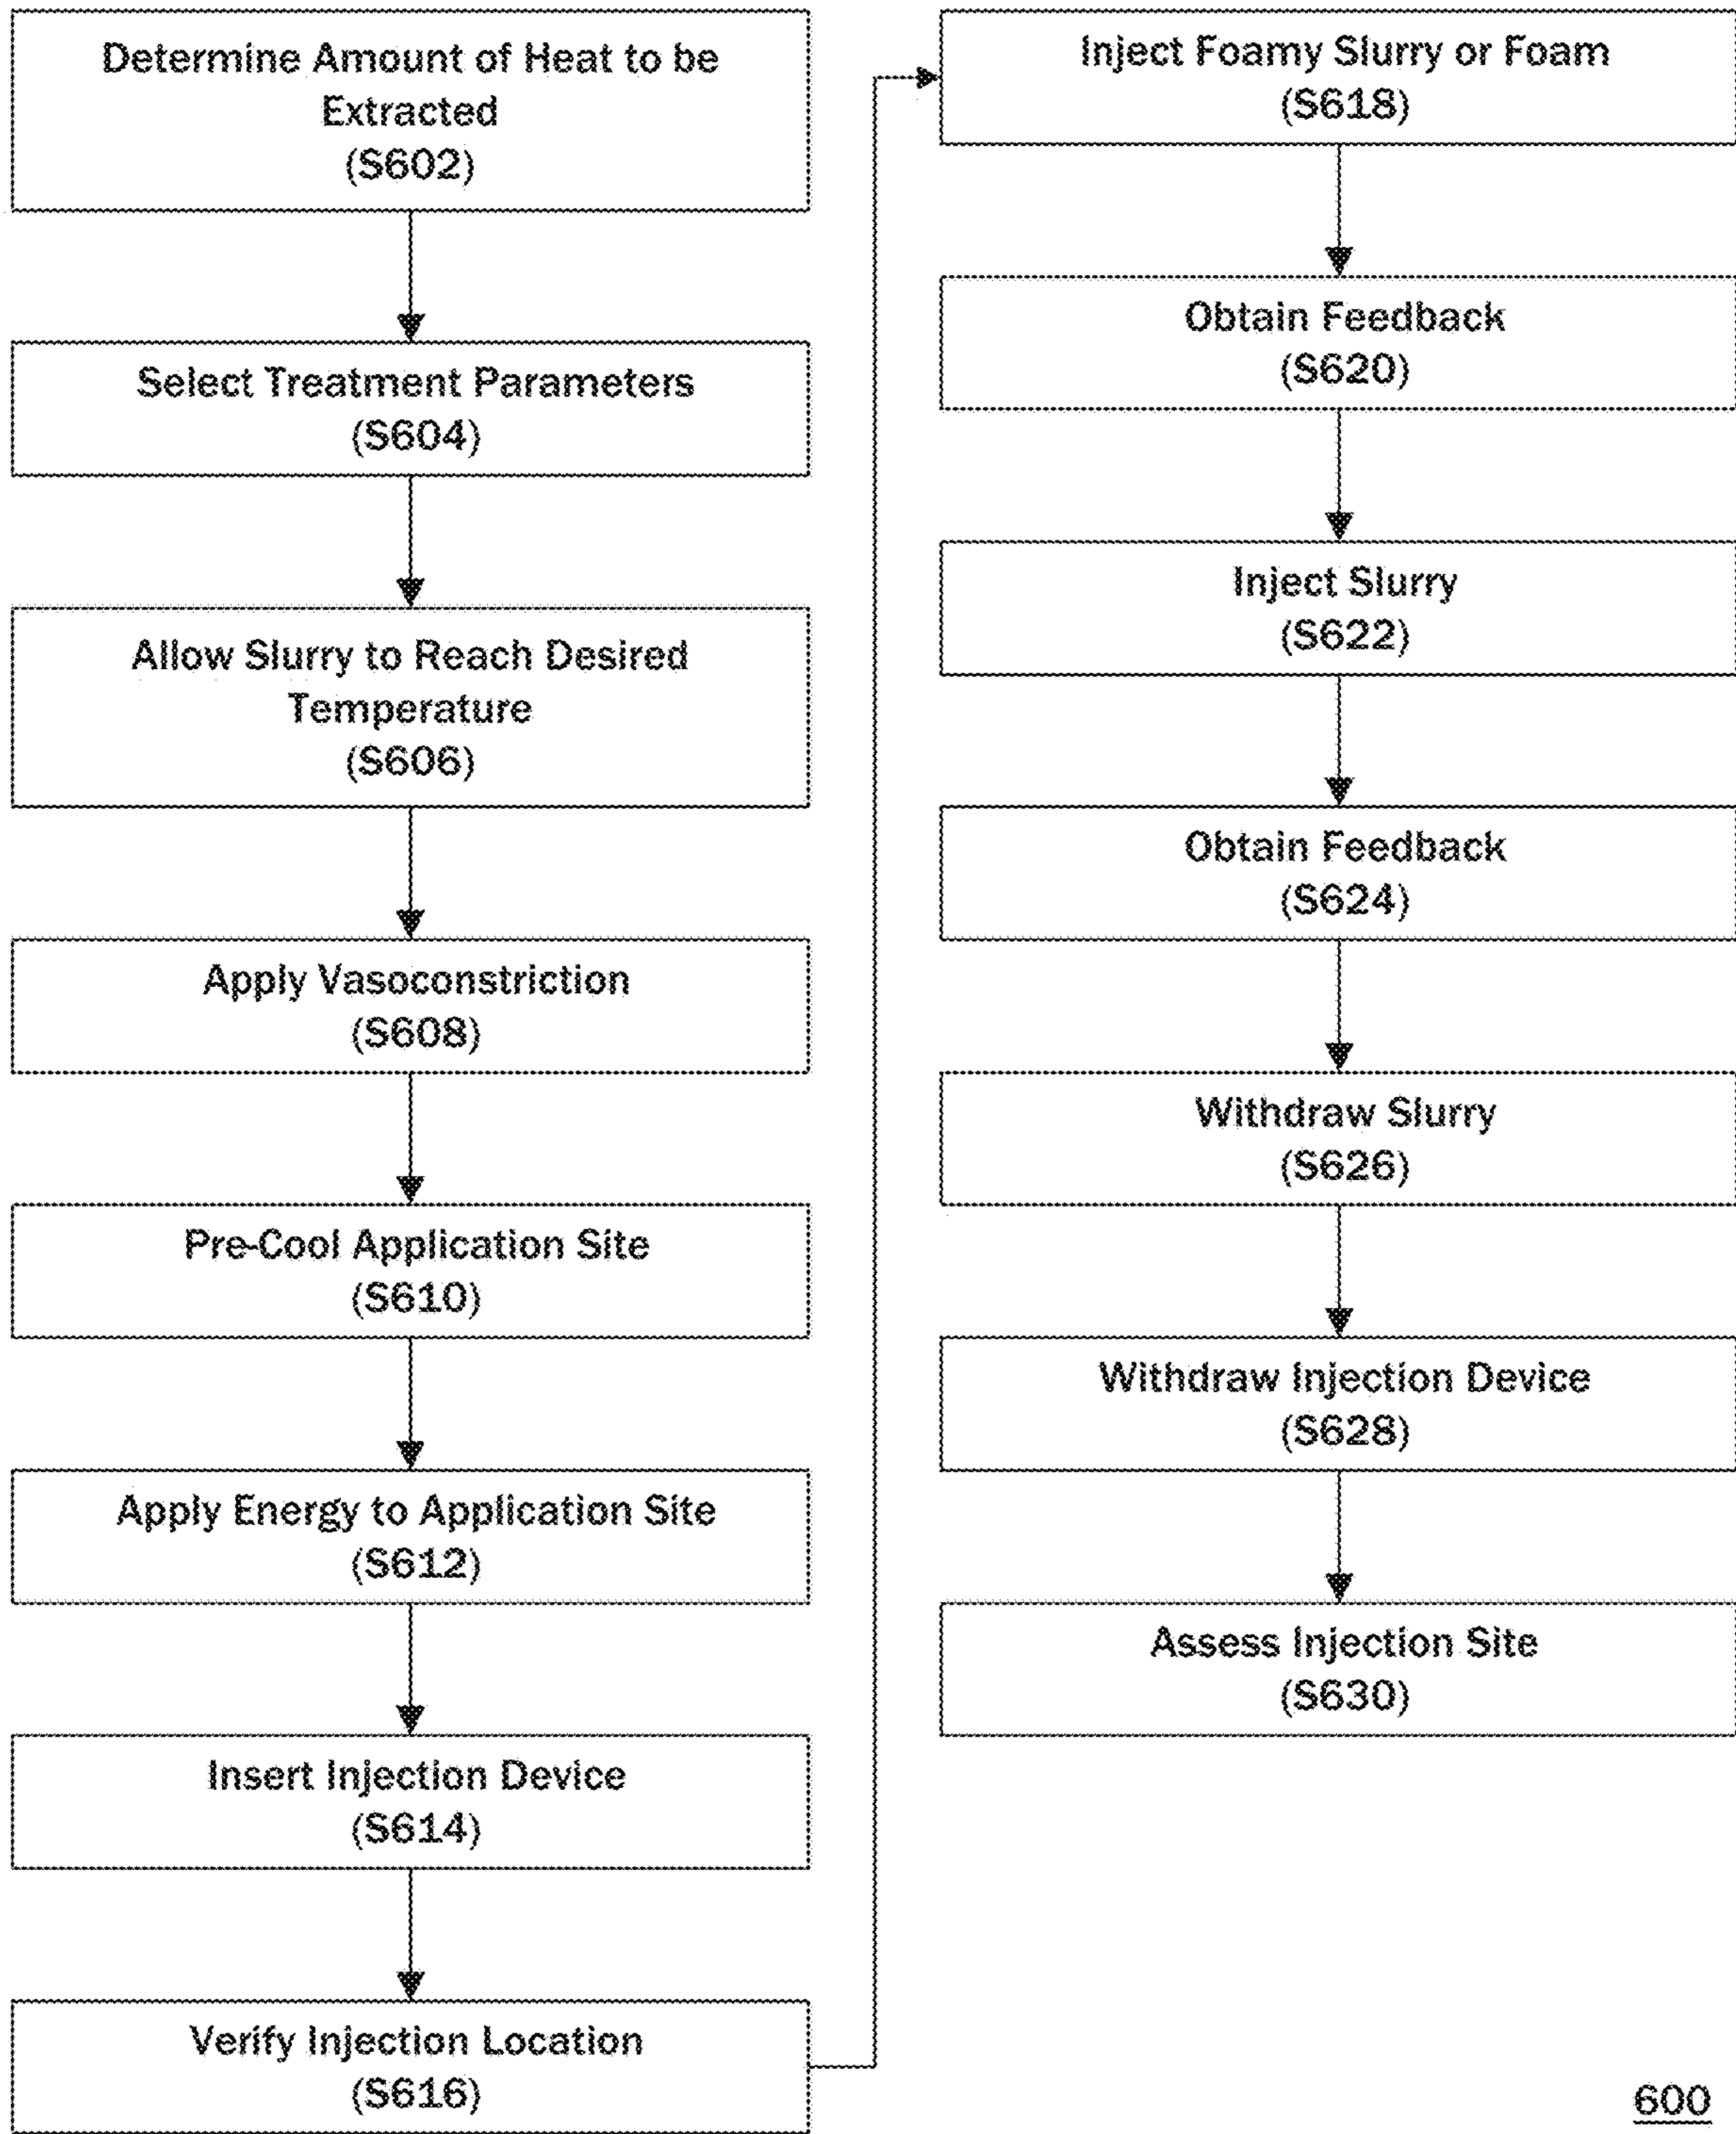 Determine Amount of Heat to be
Extracted
(S602)
Select Treatment Parameters
(S604)
Allow Slurry to Reach Desired
Temperature
(S606)
Apply Vasoconstriction
(S608)
Pre-Cool Application Site
(S610)
Apply Energy to Application Site
(S612)
Insert Injection Device
(S614)
Verify Injection Location
(S616)
Inject Foamy Slurry or Foam
(S618)
Obtain Feedback
(S620)
Inject Slurry
(S622)
Obtain Feedback
(S624)
Withdraw Slurry
(S626)
Withdraw Injection Device
(S628)
Assess Injection Site
(S630)
600